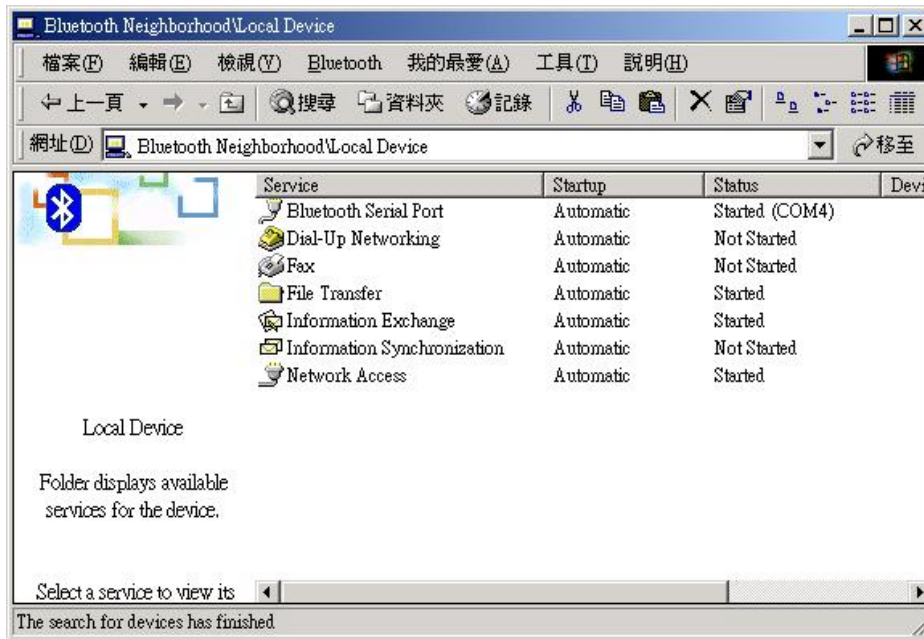 Bluetooth Neighborhood\Local Device
檔案(F) 編輯(E) 檢視(V) Bluetooth 我的最愛(A) 工具(T) 說明(H)
上一頁 搜尋 資料夾 記錄
網址(D) Bluetooth Neighborhood\Local Device 移至
Service Startup Status Devi
Bluetooth Serial Port Automatic Started (COM4)
Dial-Up Networking Automatic Not Started
Fax Automatic Not Started
File Transfer Automatic Started
Information Exchange Automatic Started
Information Synchronization Automatic Not Started
Network Access Automatic Started
Local Device
Folder displays available
services for the device.
Select a service to view its
The search for devices has finished